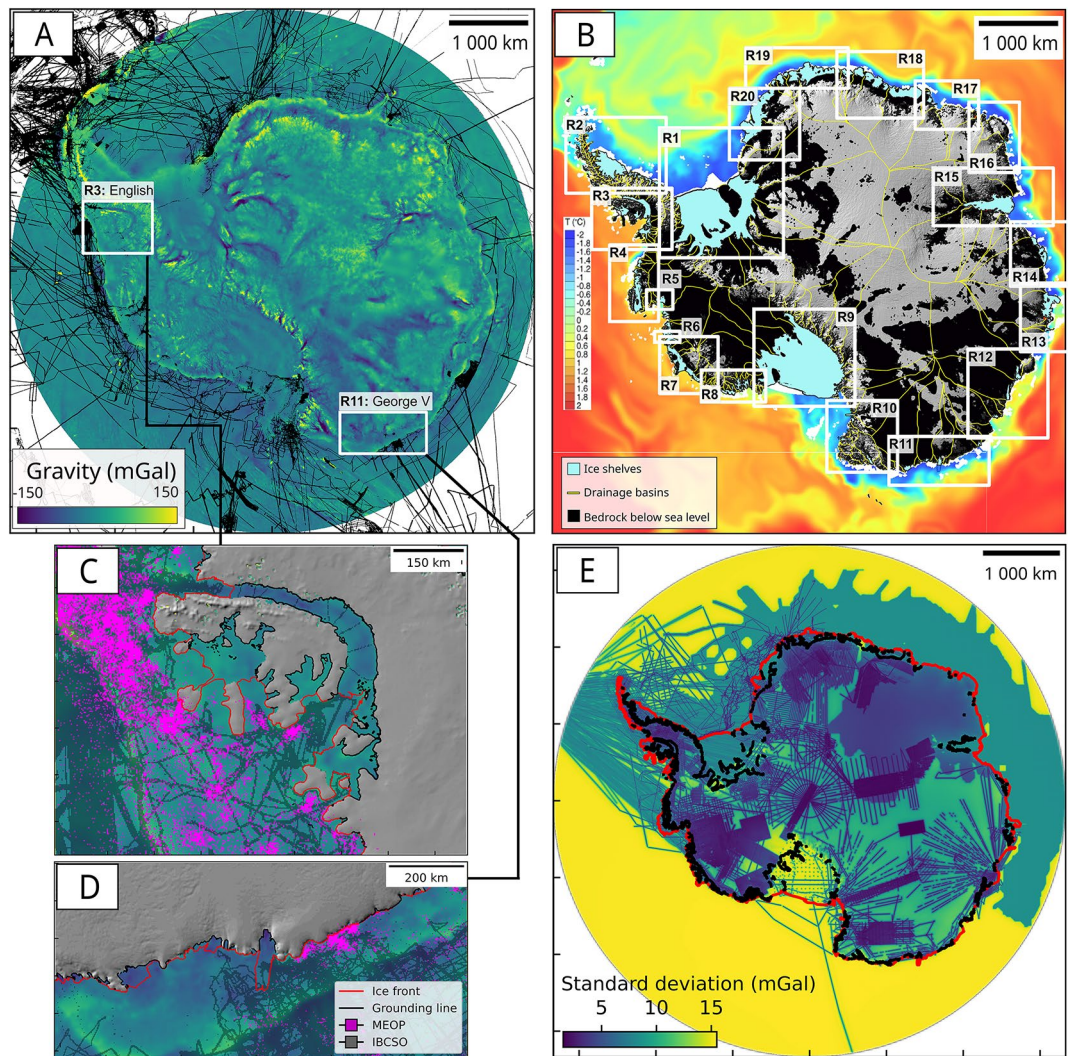 A
1 000 km
R3: English
R11: George V
Gravity (mGal)
-150
150
B
1 000 km
R19
R18
R20
R17
R2
R1
R16
R15
R3
T (°C)
-2
-1.8
-1.6
-1.4
-1.2
-1
-0.8
-0.6
-0.4
-0.2
0
0.2
0.4
0.6
0.8
1
1.2
1.4
1.6
1.8
2
R4
R14
R5
R9
R6
R13
R12
R7
R8
R10
R11
Ice shelves
Drainage basins
Bedrock below sea level
C
150 km
D
200 km
Ice front
Grounding line
MEOP
IBCSO
E
1 000 km
Standard deviation (mGal)
5
10
15